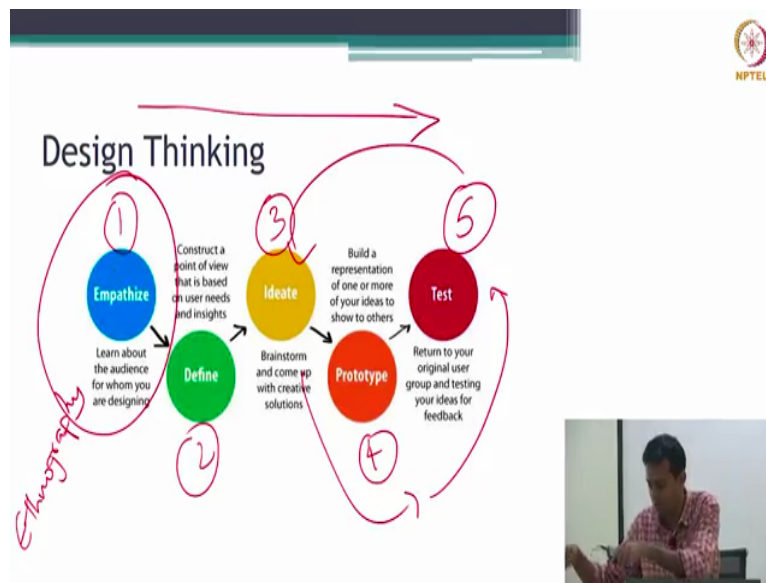 NPTEL
Design Thinking
1
Empathize
Learn about
the audience
for whom you
are designing
Ethnography
Construct a
point of view
that is based
on user needs
and insights
Define
2
3
Ideate
Brainstorm
and come up
with creative
solutions
Build a
representation
of one or more
of your ideas to
show to others
Prototype
4
5
Test
Return to your
original user
group and testing
your ideas for
feedback